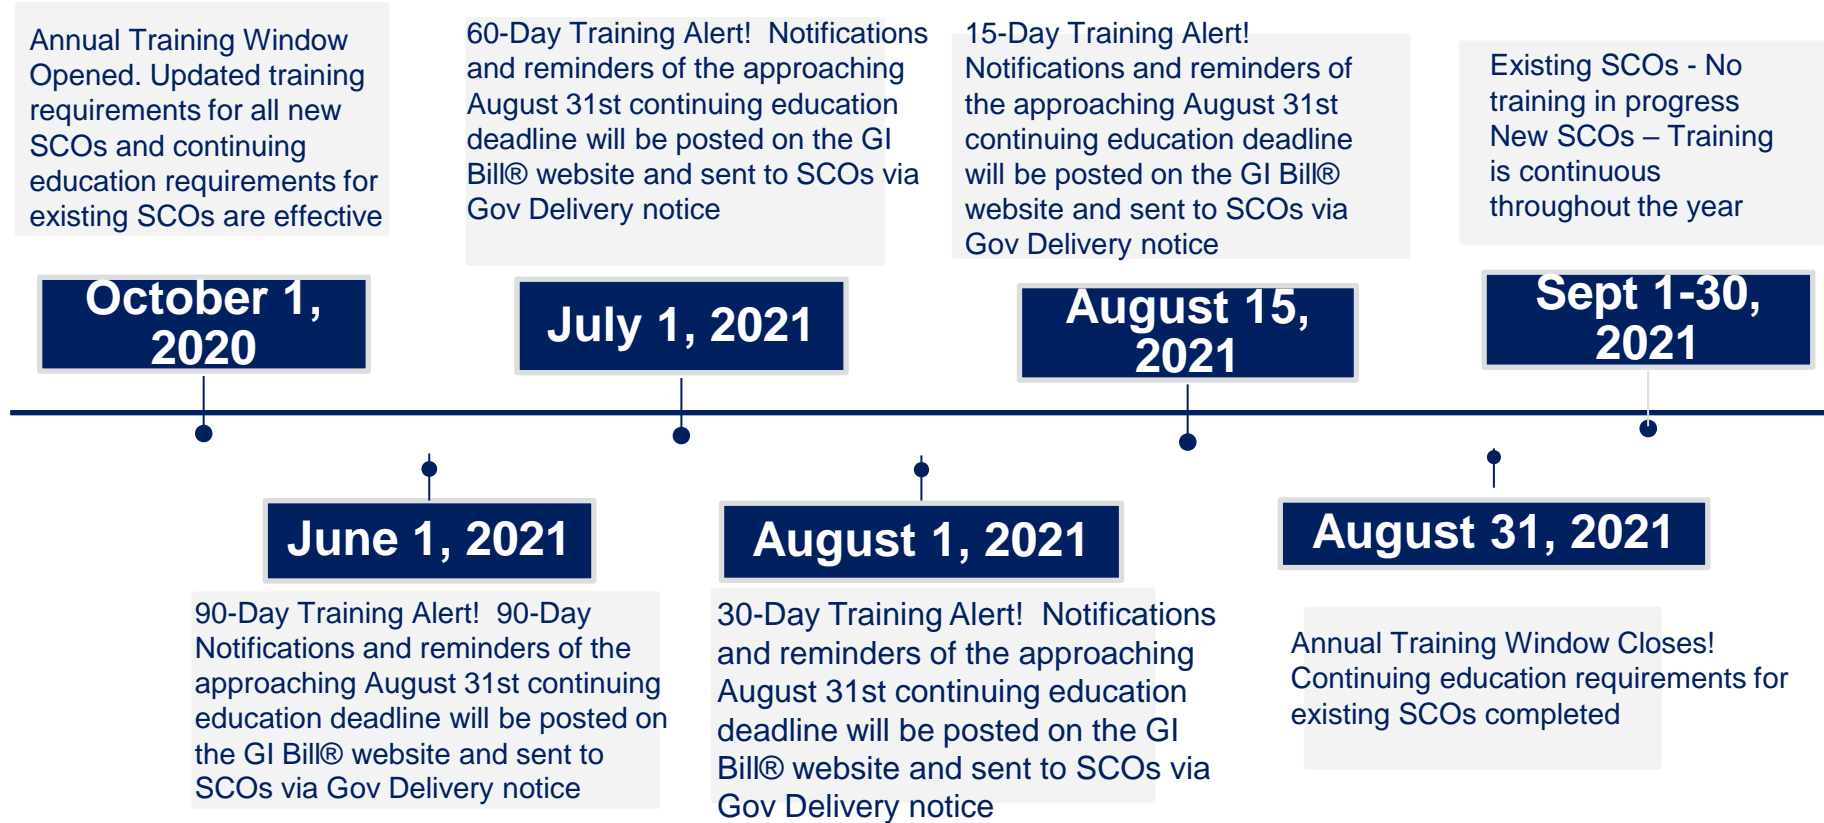 Annual Training Window
Opened. Updated training
requirements for all new
SCOs and continuing
education requirements for
existing SCOs are effective
October 1,
2020
90-Day Training Alert!  90-Day
Notifications and reminders of the
approaching August 31st continuing
education deadline will be posted on
the GI Bill® website and sent to
SCOs via Gov Delivery notice
June 1, 2021
60-Day Training Alert!  Notifications
and reminders of the approaching
August 31st continuing education
deadline will be posted on the GI
Bill® website and sent to SCOs via
Gov Delivery notice
July 1, 2021
August 1, 2021
30-Day Training Alert!  Notifications
and reminders of the approaching
August 31st continuing education
deadline will be posted on the GI
Bill® website and sent to SCOs via
Gov Delivery notice
15-Day Training Alert!
Notifications and reminders of
the approaching August 31st
continuing education deadline
will be posted on the GI Bill®
website and sent to SCOs via
Gov Delivery notice
August 15,
2021
August 31, 2021
Annual Training Window Closes!
Continuing education requirements for
existing SCOs completed
Existing SCOs - No
training in progress
New SCOs – Training
is continuous
throughout the year
Sept 1-30,
2021